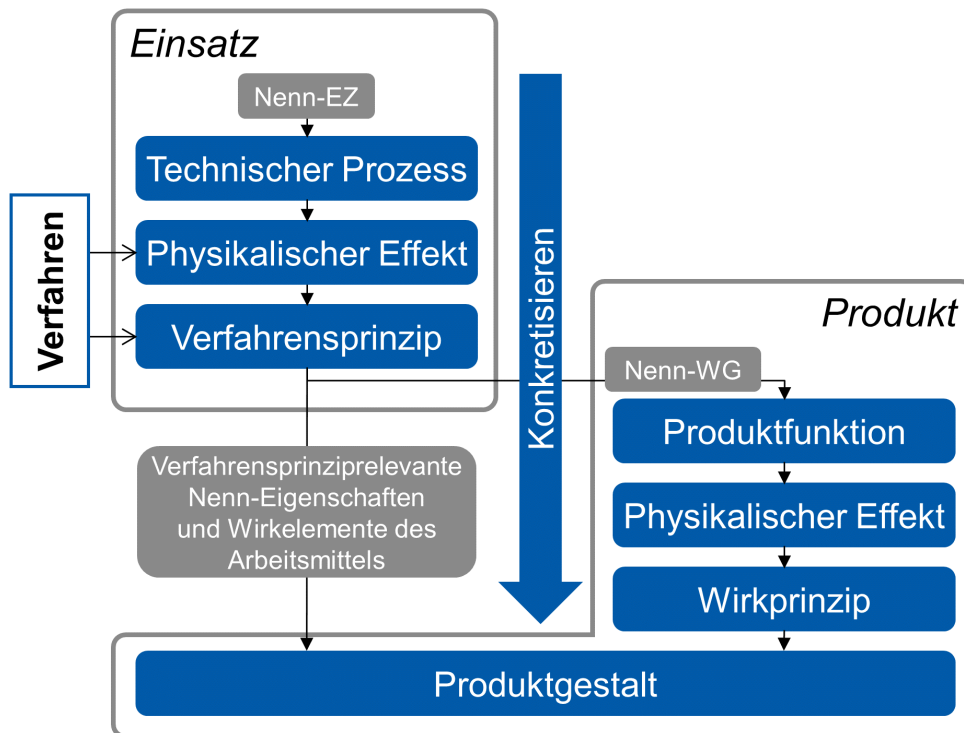 Einsatz
Nenn-EZ
Technischer Prozess
Physikalischer Effekt
Verfahrensprinzip
Verfahren
Konkretisieren
Produkt
Nenn-WG
Produktfunktion
Physikalischer Effekt
Wirkprinzip
Verfahrensprinziprelevante
Nenn-Eigenschaften
und Wirkelemente des
Arbeitsmittels
Produktgestalt